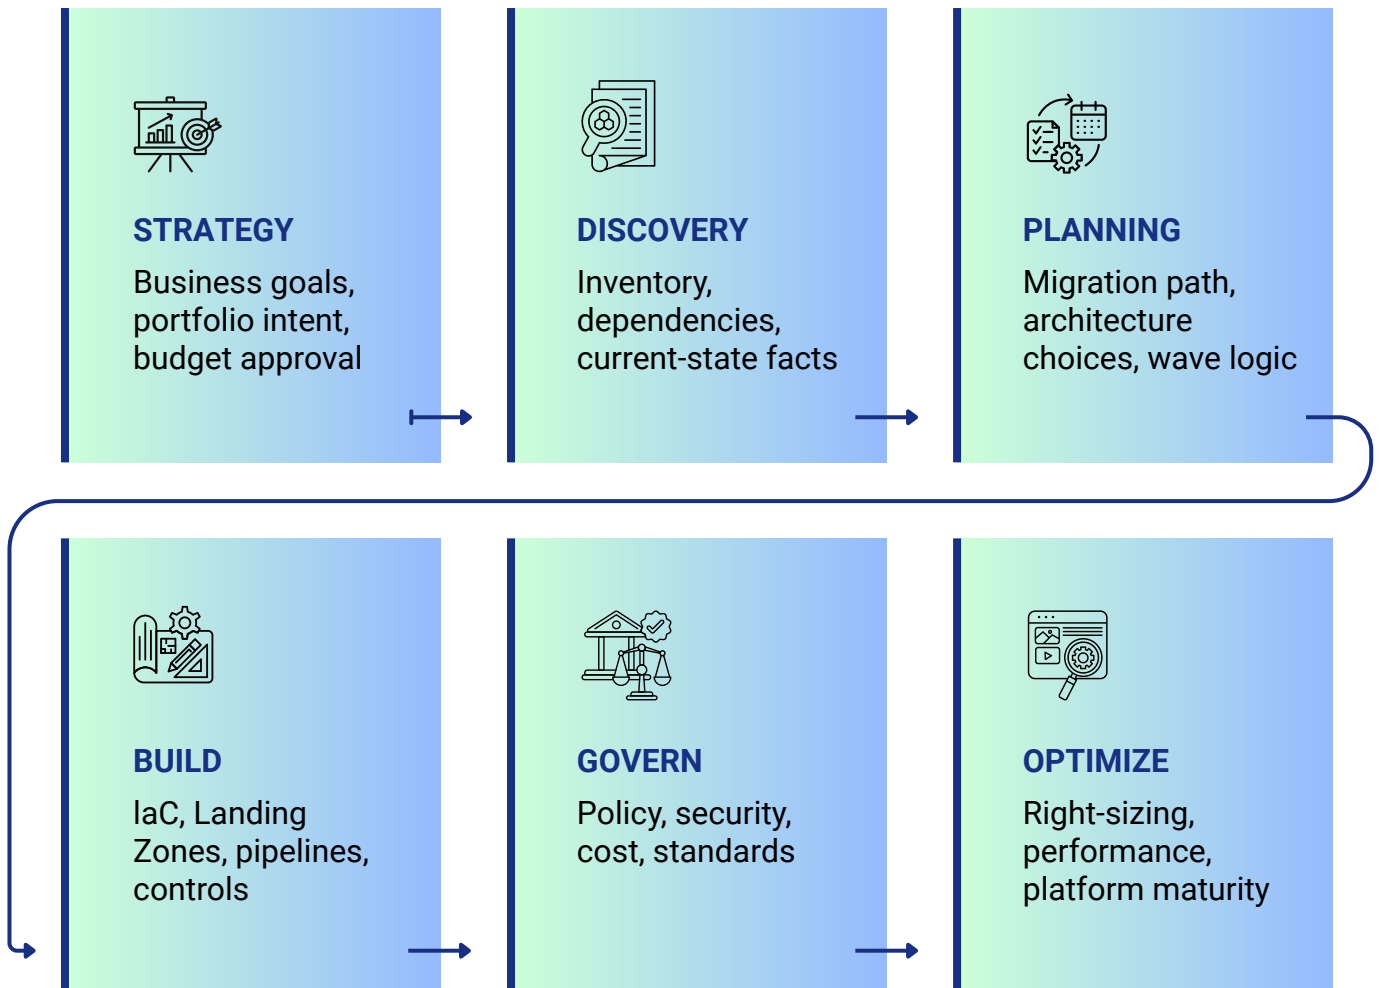 STRATEGY
Business goals,
portfolio intent,
budget approval
DISCOVERY
Inventory,
dependencies,
current-state facts
PLANNING
Migration path,
architecture
choices, wave logic
BUILD
IaC, Landing
Zones, pipelines,
controls
GOVERN
Policy, security,
cost, standards
OPTIMIZE
Right-sizing,
performance,
platform maturity